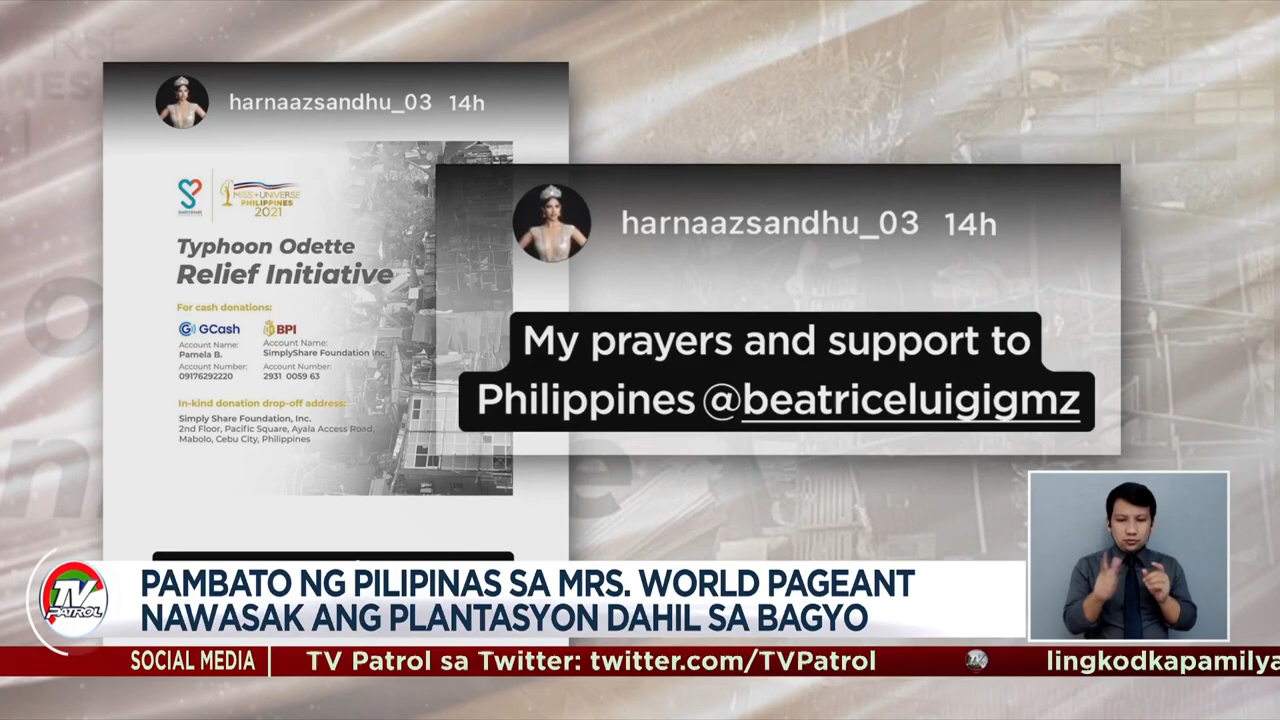 harnaazsandhu_03 14h
MISS UNIVERSE
PHILIPPINES
2021
Typhoon Odette
Relief Initiative
For cash donations:
GCash
Account Name:
Pamela B.
Account Number:
09176292220
BPI
Account Name:
SimplyShare Foundation Inc.
Account Number:
2931 0059 63
In-kind donation drop-off address:
Simply Share Foundation, Inc.
2nd Floor, Pacific Square, Ayala Access Road,
Mabolo, Cebu City, Philippines
harnaazsandhu_03 14h
My prayers and support to
Philippines @beatriceluigigmz
TV
PATROL
PAMBATO NG PILIPINAS SA MRS. WORLD PAGEANT
NAWASAK ANG PLANTASYON DAHIL SA BAGYO
SOCIAL MEDIA TV Patrol sa Twitter: twitter.com/TVPatrol lingkodkapamilya